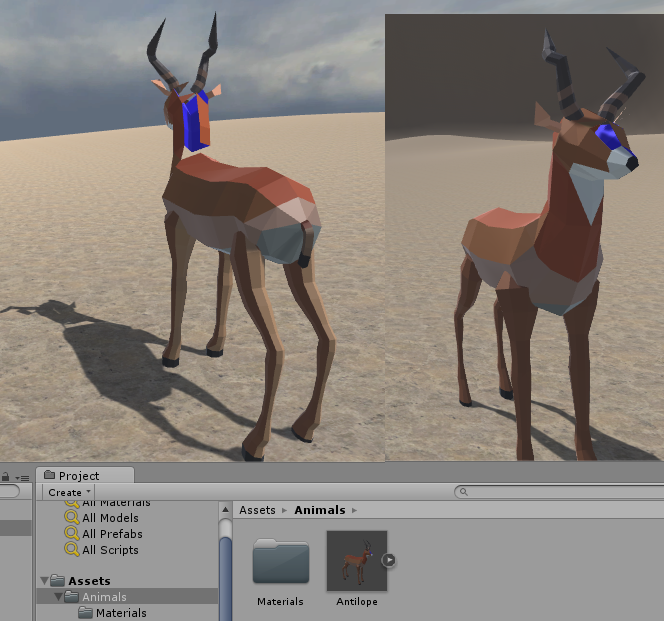 Project
Create
All Materials
All Models
All Prefabs
All Scripts
Assets
Animals
Materials
Assets Animals
Materials
Antilope